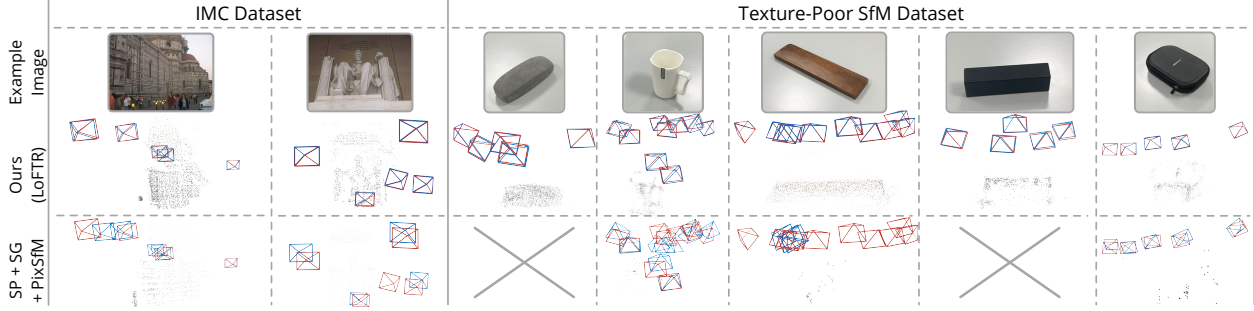 IMC Dataset
Texture-Poor SfM Dataset
Example
Image
Ours
(LoFTR)
SP + SG
+ PixSfM